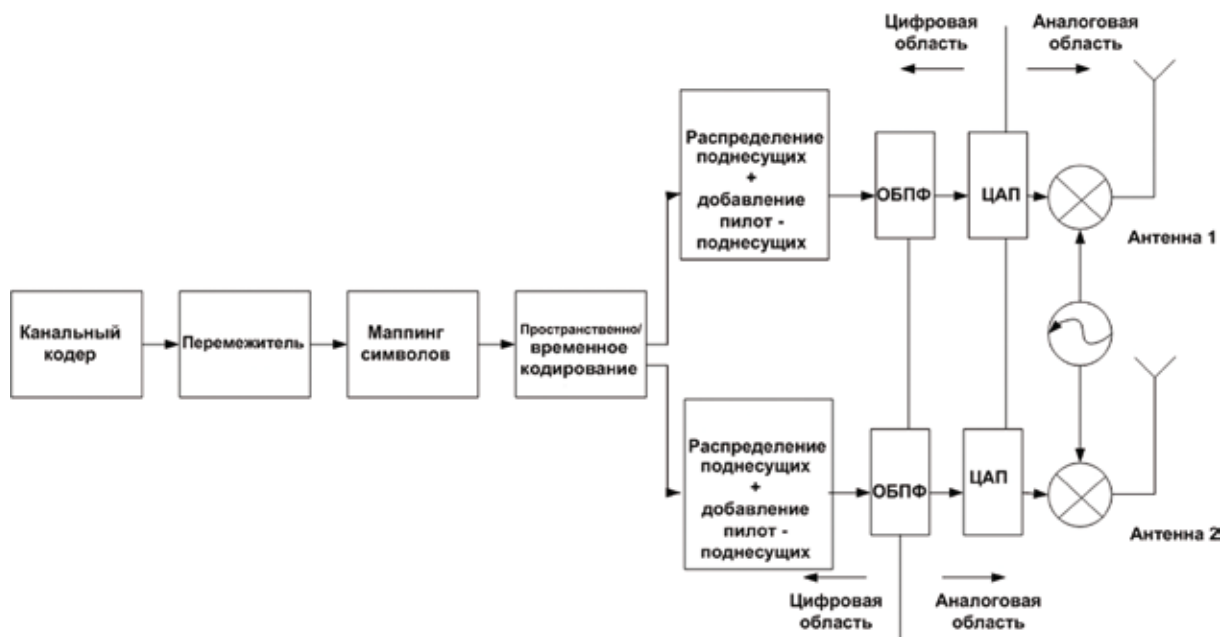 Цифровая
область
Аналоговая
область
Распределение
поднесущих
+
добавление
пилот -
поднесущих
ОБПФ
ЦАП
Антенна 1
Канальный
кодер
Перемежитель
Маппинг
символов
Пространственно/
временное
кодирование
Распределение
поднесущих
+
добавление
пилот -
поднесущих
ОБПФ
ЦАП
Антенна 2
Цифровая
область
Аналоговая
область